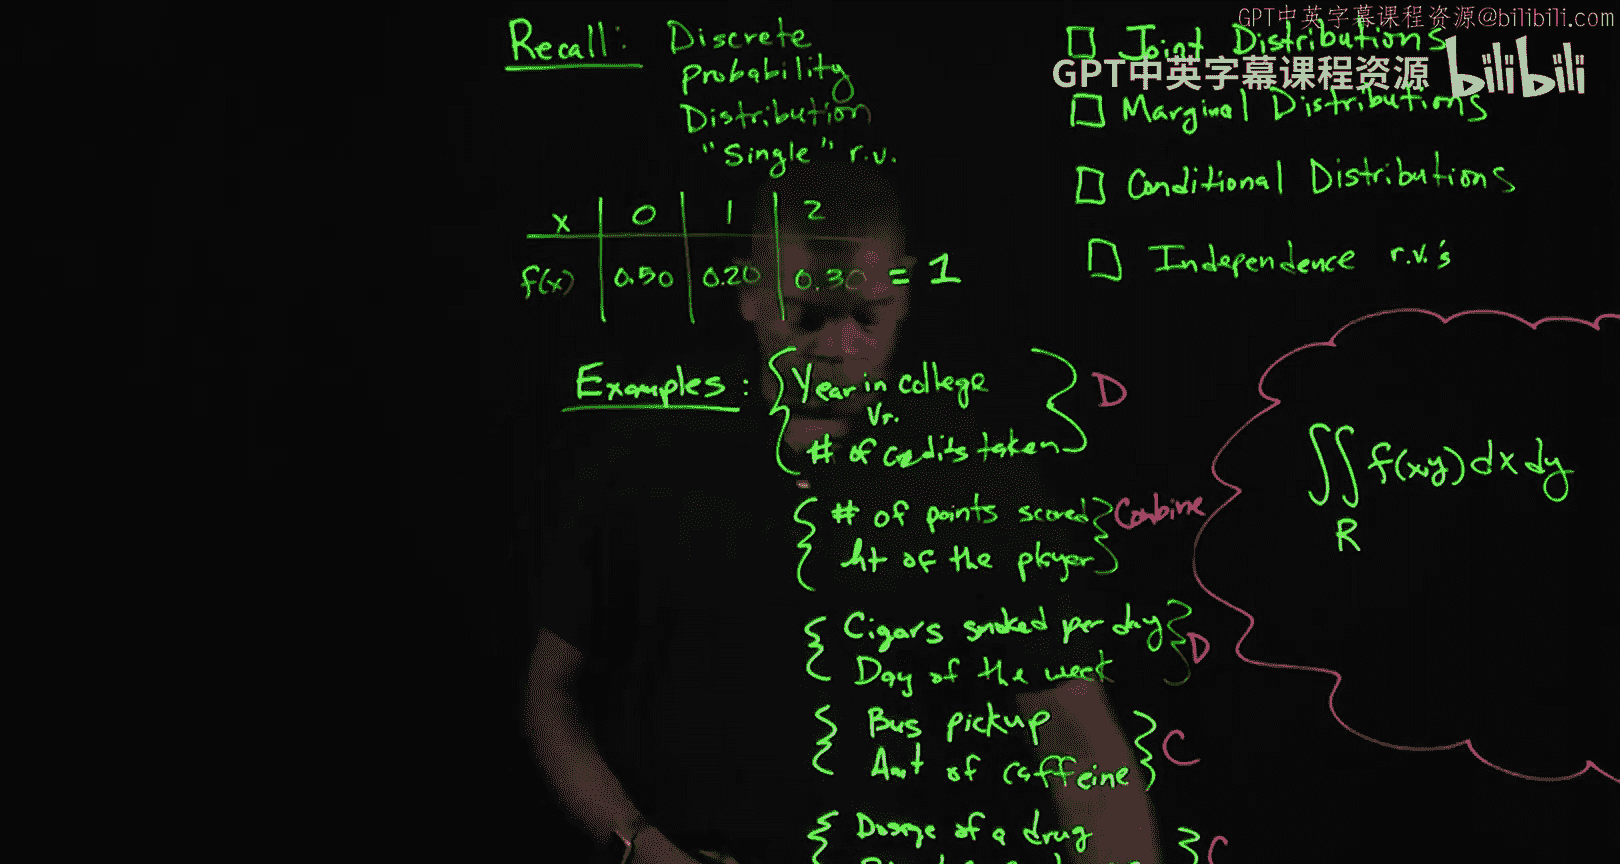 GPT中英字幕课程资源@bilibili.com
GPT中英字幕课程资源 bilibili
Recall: Discrete
probability
Distribution
"Single" r.v.
x 0 1 2
f(x) 0.50 0.20 0.30 = 1
□ Joint Distributions
□ Marginal Distributions
□ Conditional Distributions
□ Independence r.v.'s
Examples: Year in college
Vs.
# of credits taken
D
# of points scored
ht of the player
Combine
Cigars smoked per day
Day of the week
D
Bus pickup
Amt of caffeine
C
Dosage of a drug
C
∫∫ f(x,y) dx dy
R